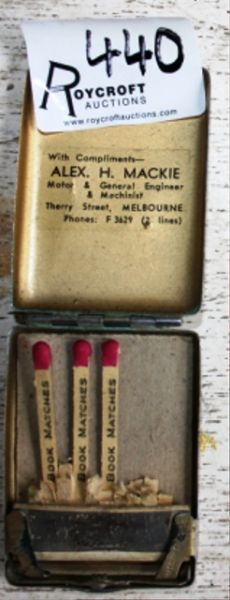 440
ROYCROFT
AUCTIONS
www.roycroftauctions.com
With Compliments—
ALEX. H. MACKIE
Motor & General Engineer
& Machinist
Therry Street, MELBOURNE
Phones: F 3629 (2 lines)
BOOK MATCHES
BOOK MATCHES
BOOK MATCHES